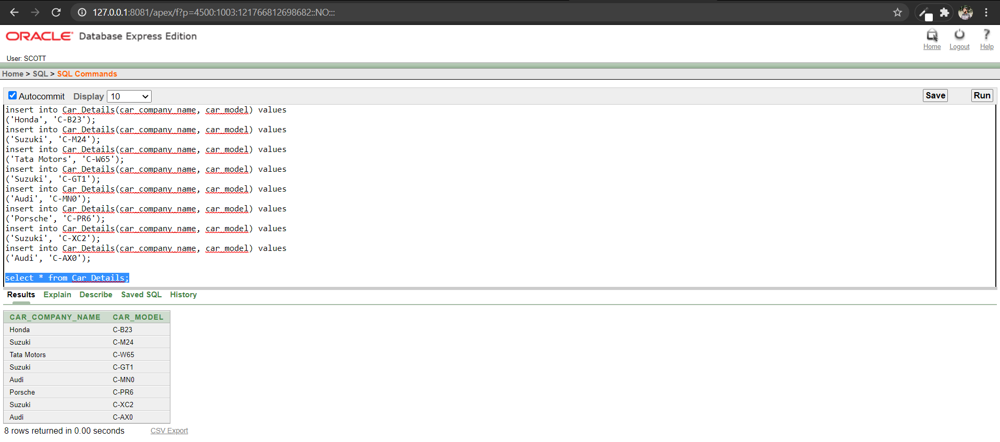 127.0.0.1:8081/apex/f?p=4500:1003:121766812698682::NO:::
ORACLE Database Express Edition
Home Logout Help
User: SCOTT
Home > SQL > SQL Commands
Autocommit Display 10 Save Run
insert into Car_Details(car_company_name, car_model) values
('Honda', 'C-B23');
insert into Car_Details(car_company_name, car_model) values
('Suzuki', 'C-M24');
insert into Car_Details(car_company_name, car_model) values
('Tata Motors', 'C-W65');
insert into Car_Details(car_company_name, car_model) values
('Suzuki', 'C-GT1');
insert into Car_Details(car_company_name, car_model) values
('Audi', 'C-MN0');
insert into Car_Details(car_company_name, car_model) values
('Porsche', 'C-PR6');
insert into Car_Details(car_company_name, car_model) values
('Suzuki', 'C-XC2');
insert into Car_Details(car_company_name, car_model) values
('Audi', 'C-AX0');
select * from Car_Details;
Results Explain Describe Saved SQL History
CAR_COMPANY_NAME CAR_MODEL
Honda C-B23
Suzuki C-M24
Tata Motors C-W65
Suzuki C-GT1
Audi C-MN0
Porsche C-PR6
Suzuki C-XC2
Audi C-AX0
8 rows returned in 0.00 seconds CSV Export